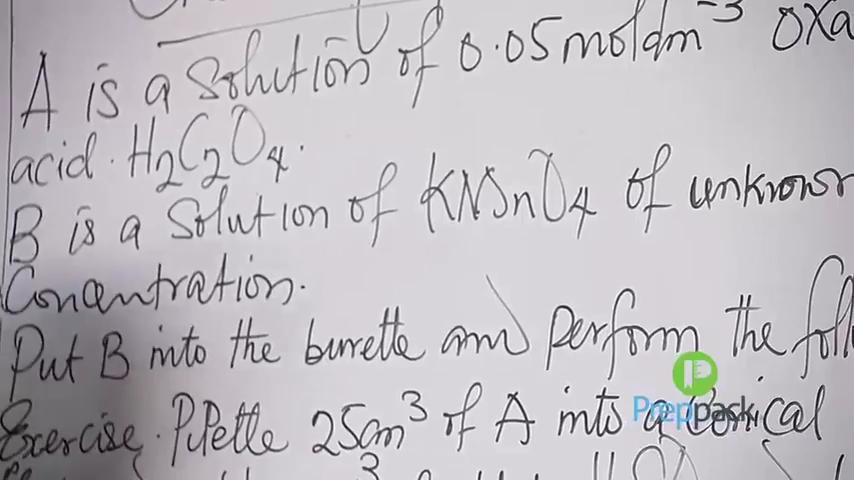 A is a solution of 0.05moldm⁻³ oxa
acid. H₂C₂O₄.
B is a solution of KMnO₄ of unknown
Concentration.
Put B into the burette and perform the foll
Exercise. Pipette 25cm³ of A into a Conical
Preppack